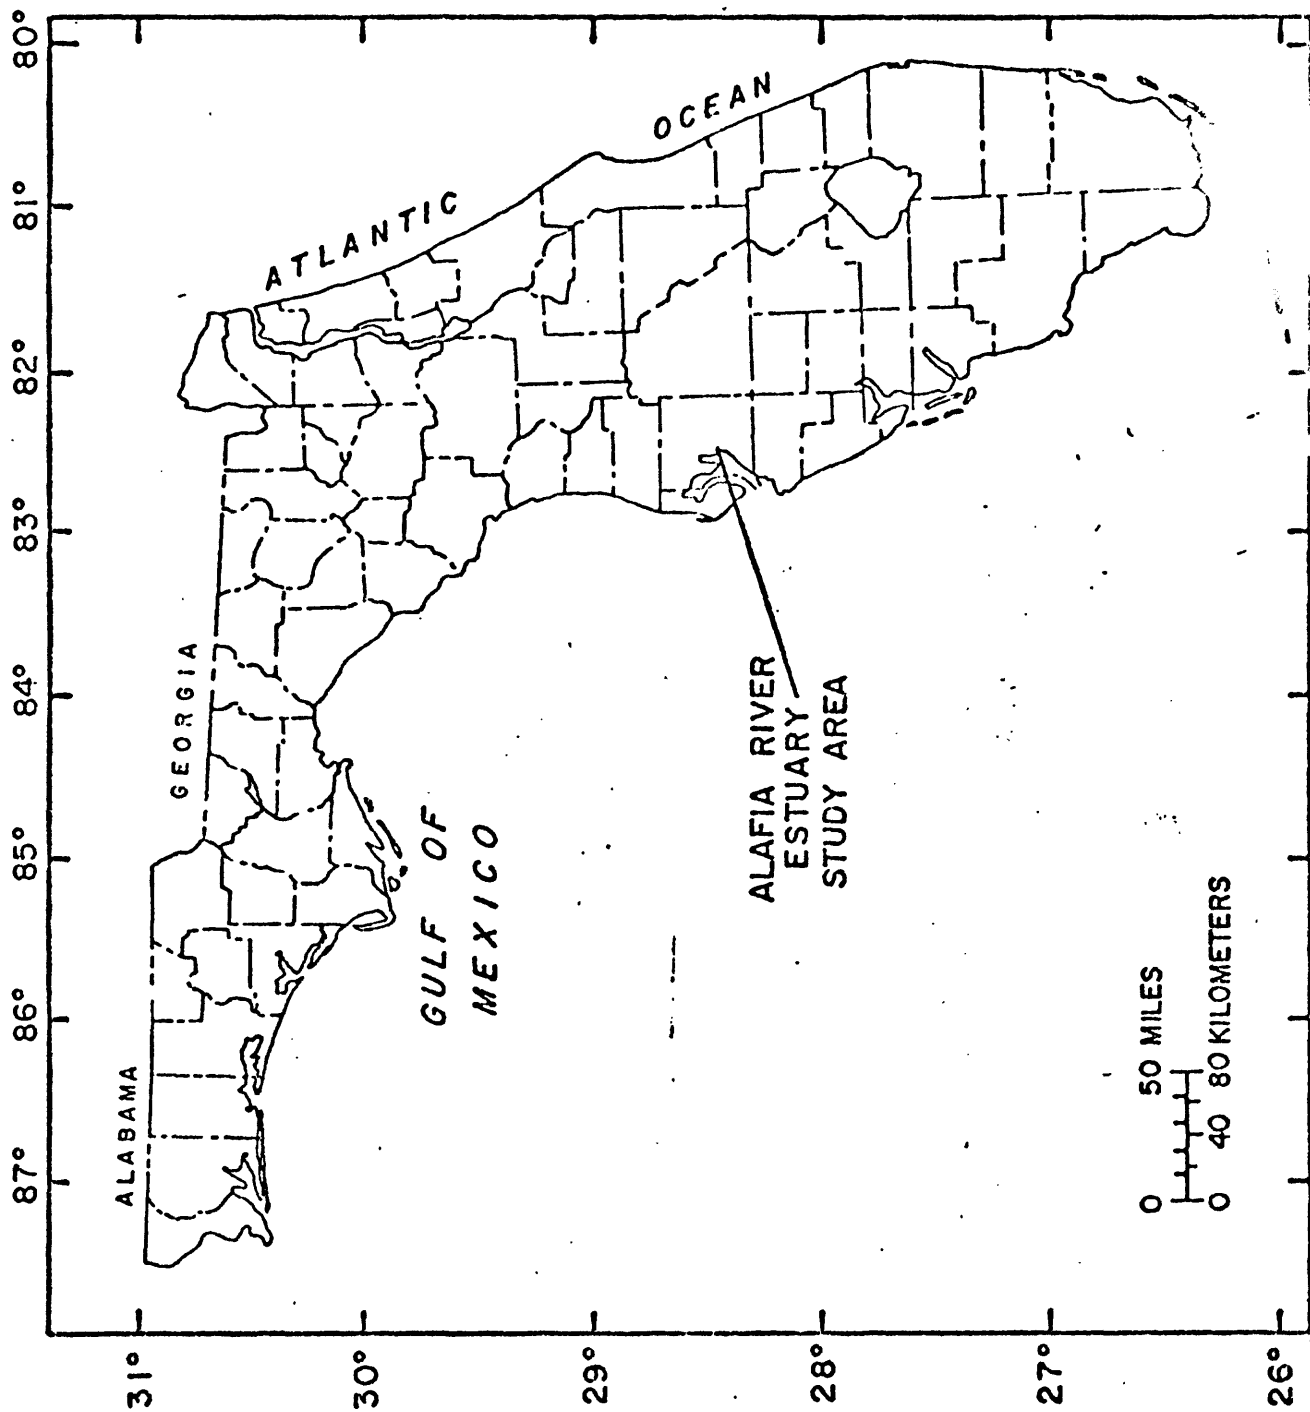 87°
86°
85°
84°
83°
82°
81°
80°
31°
30°
29°
28°
27°
26°
ALABAMA
GEORGIA
ATLANTIC
OCEAN
GULF OF
MEXICO
ALAFIA RIVER
ESTUARY
STUDY AREA
0 50 MILES
0 40 80 KILOMETERS